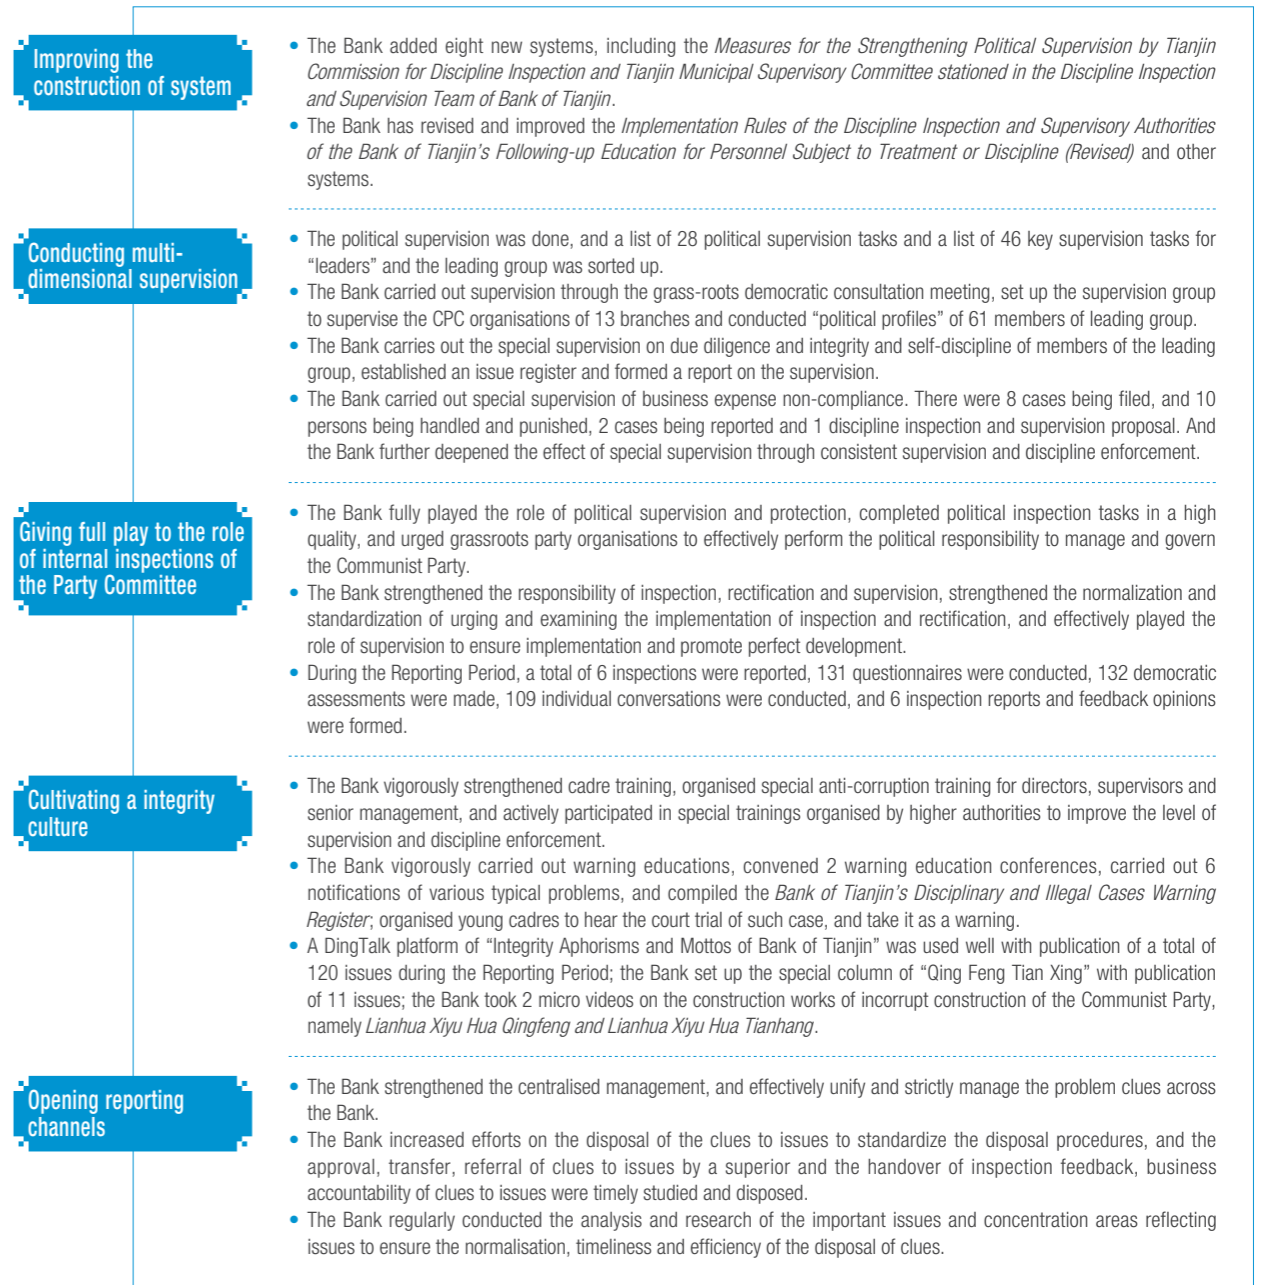 Improving the
construction of system
• The Bank added eight new systems, including the Measures for the Strengthening Political Supervision by Tianjin
Commission for Discipline Inspection and Tianjin Municipal Supervisory Committee stationed in the Discipline Inspection
and Supervision Team of Bank of Tianjin.
• The Bank has revised and improved the Implementation Rules of the Discipline Inspection and Supervisory Authorities
of the Bank of Tianjin's Following-up Education for Personnel Subject to Treatment or Discipline (Revised) and other
systems.
Conducting multi-
dimensional supervision
• The political supervision was done, and a list of 28 political supervision tasks and a list of 46 key supervision tasks for
“leaders” and the leading group was sorted up.
• The Bank carried out supervision through the grass-roots democratic consultation meeting, set up the supervision group
to supervise the CPC organisations of 13 branches and conducted “political profiles” of 61 members of leading group.
• The Bank carries out the special supervision on due diligence and integrity and self-discipline of members of the leading
group, established an issue register and formed a report on the supervision.
• The Bank carried out special supervision of business expense non-compliance. There were 8 cases being filed, and 10
persons being handled and punished, 2 cases being reported and 1 discipline inspection and supervision proposal. And
the Bank further deepened the effect of special supervision through consistent supervision and discipline enforcement.
Giving full play to the role
of internal inspections of
the Party Committee
• The Bank fully played the role of political supervision and protection, completed political inspection tasks in a high
quality, and urged grassroots party organisations to effectively perform the political responsibility to manage and govern
the Communist Party.
• The Bank strengthened the responsibility of inspection, rectification and supervision, strengthened the normalization and
standardization of urging and examining the implementation of inspection and rectification, and effectively played the
role of supervision to ensure implementation and promote perfect development.
• During the Reporting Period, a total of 6 inspections were reported, 131 questionnaires were conducted, 132 democratic
assessments were made, 109 individual conversations were conducted, and 6 inspection reports and feedback opinions
were formed.
Cultivating a integrity
culture
• The Bank vigorously strengthened cadre training, organised special anti-corruption training for directors, supervisors and
senior management, and actively participated in special trainings organised by higher authorities to improve the level of
supervision and discipline enforcement.
• The Bank vigorously carried out warning educations, convened 2 warning education conferences, carried out 6
notifications of various typical problems, and compiled the Bank of Tianjin's Disciplinary and Illegal Cases Warning
Register; organised young cadres to hear the court trial of such case, and take it as a warning.
• A DingTalk platform of “Integrity Aphorisms and Mottos of Bank of Tianjin” was used well with publication of a total of
120 issues during the Reporting Period; the Bank set up the special column of “Qing Feng Tian Xing” with publication
of 11 issues; the Bank took 2 micro videos on the construction works of incorrupt construction of the Communist Party,
namely Lianhua Xiyu Hua Qingfeng and Lianhua Xiyu Hua Tianhang.
Opening reporting
channels
• The Bank strengthened the centralised management, and effectively unify and strictly manage the problem clues across
the Bank.
• The Bank increased efforts on the disposal of the clues to issues to standardize the disposal procedures, and the
approval, transfer, referral of clues to issues by a superior and the handover of inspection feedback, business
accountability of clues to issues were timely studied and disposed.
• The Bank regularly conducted the analysis and research of the important issues and concentration areas reflecting
issues to ensure the normalisation, timeliness and efficiency of the disposal of clues.